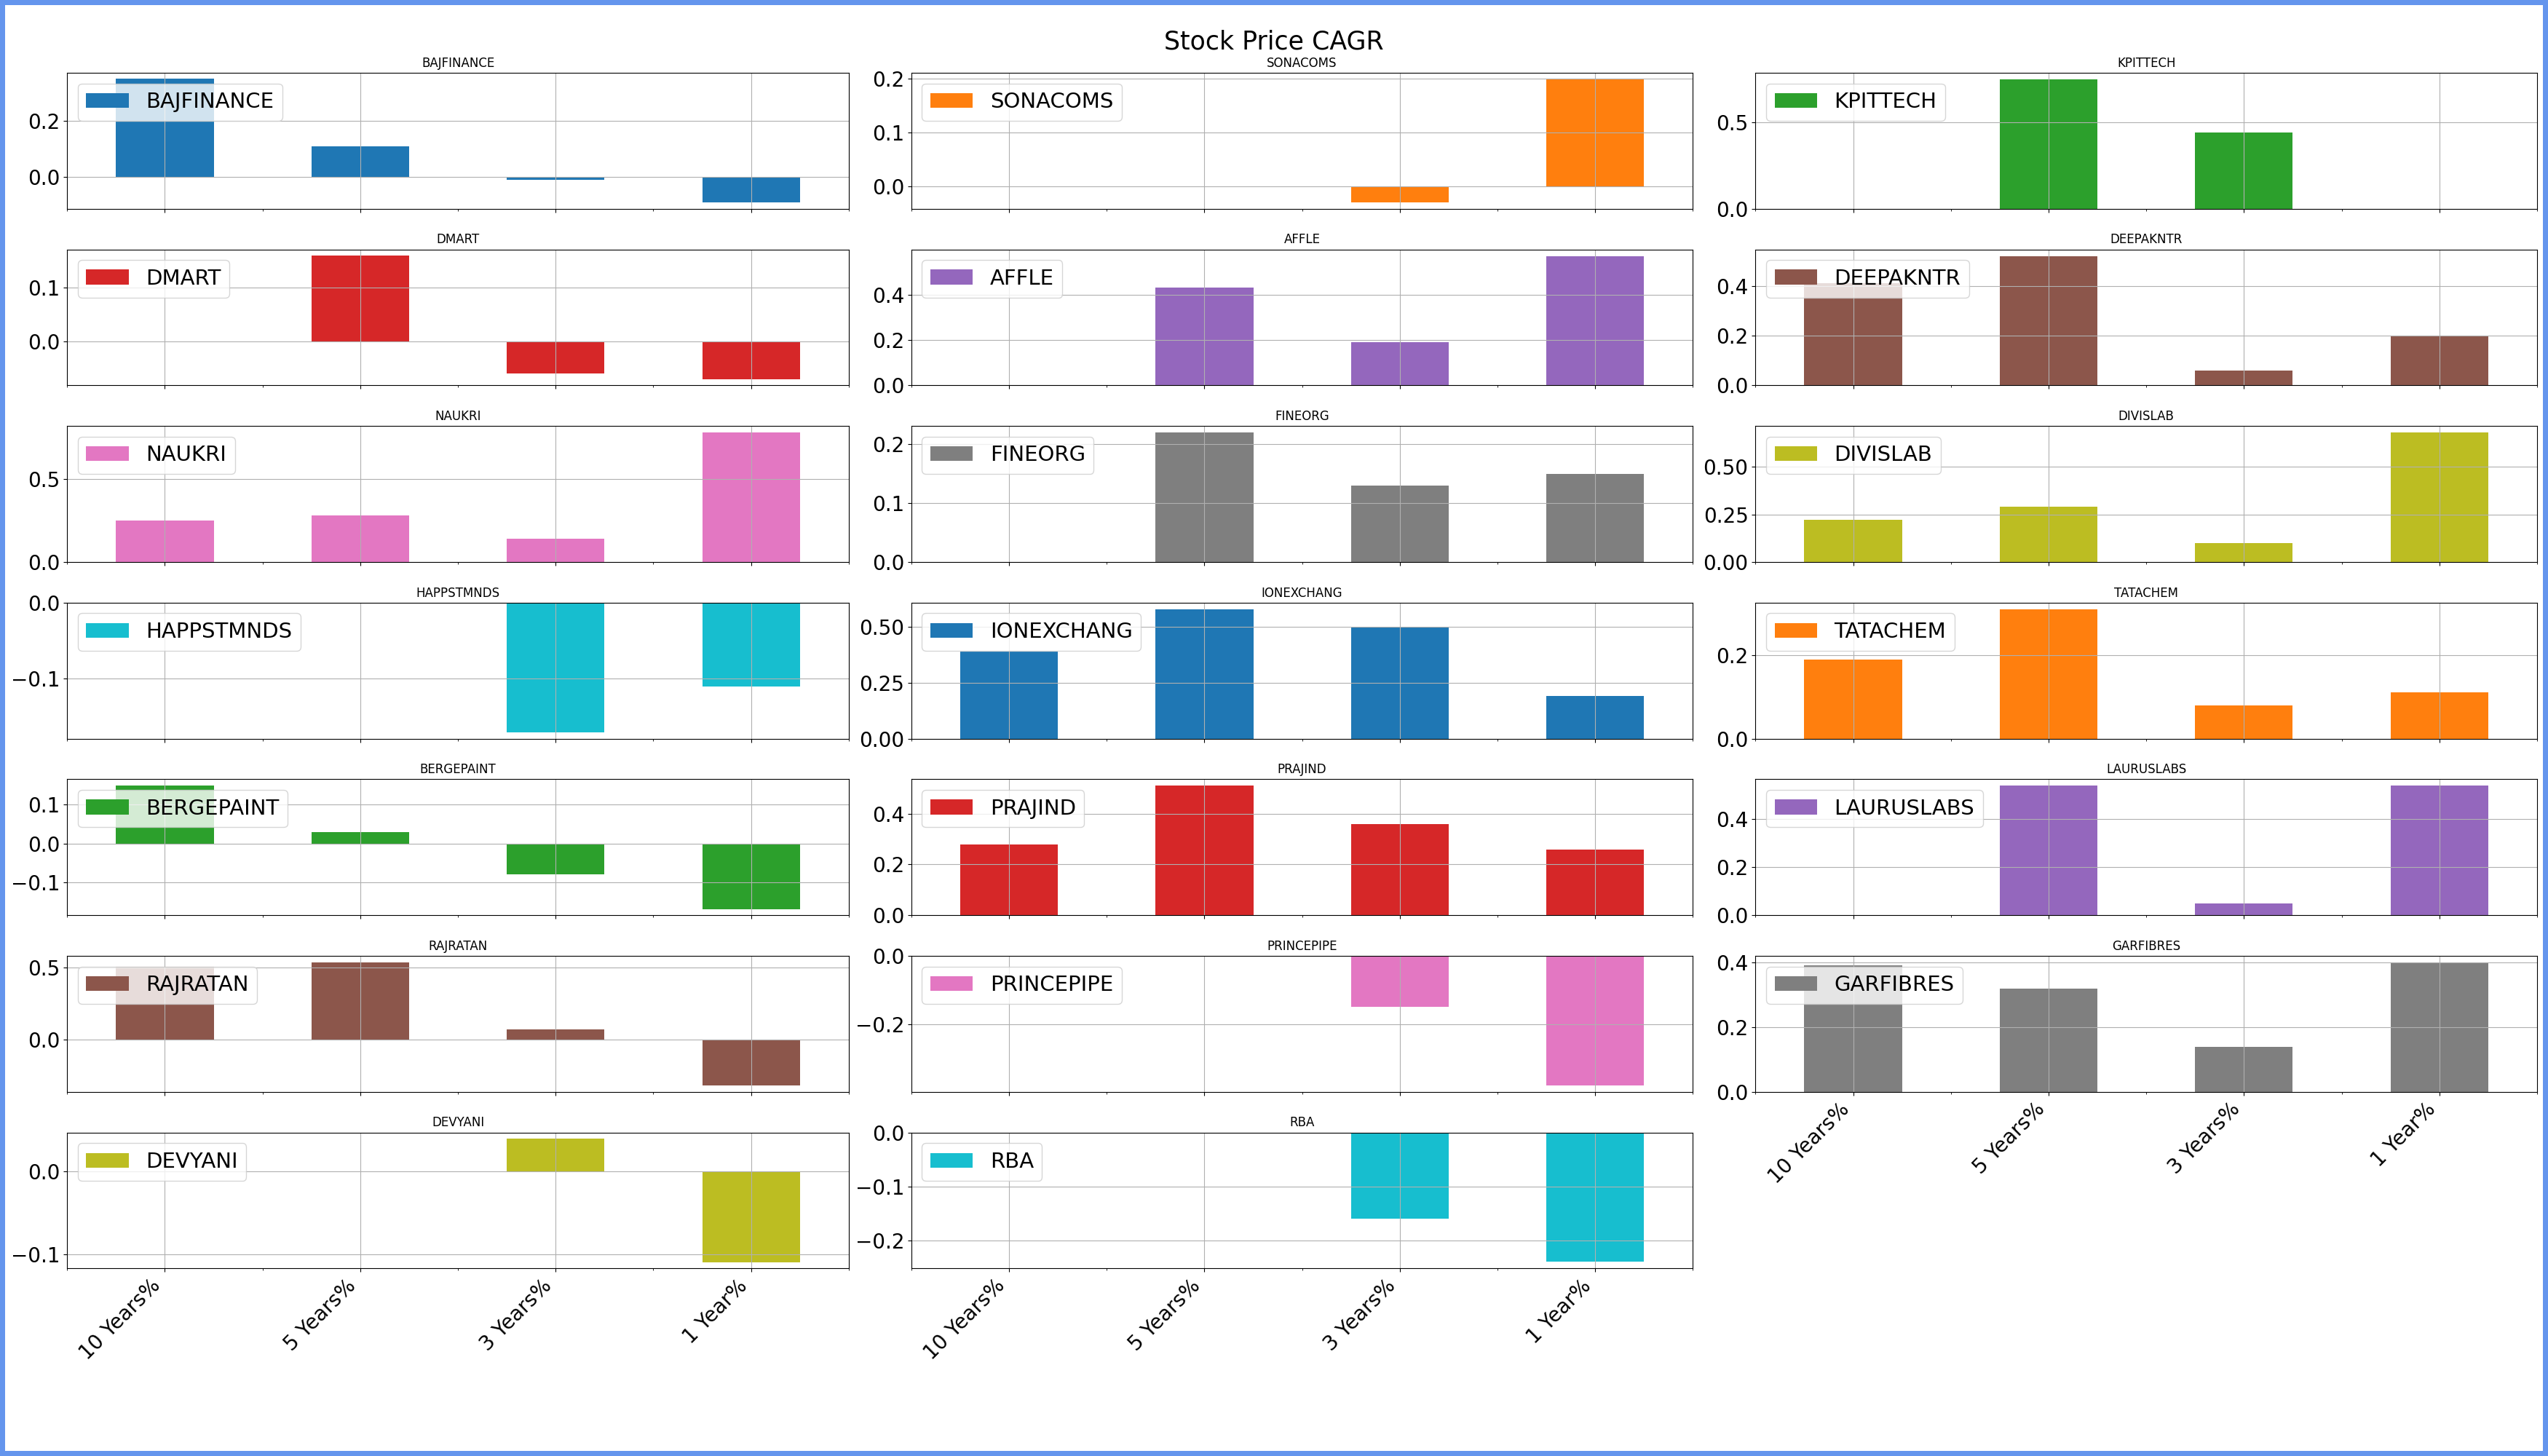 Stock Price CAGR
BAJFINANCE
BAJFINANCE
0.2
0.0
SONACOMS
SONACOMS
0.2
0.1
0.0
KPITTECH
KPITTECH
0.5
0.0
DMART
DMART
0.1
0.0
AFFLE
AFFLE
0.4
0.2
0.0
DEEPAKNTR
DEEPAKNTR
0.4
0.2
0.0
NAUKRI
NAUKRI
0.5
0.0
FINEORG
FINEORG
0.2
0.1
0.0
DIVISLAB
DIVISLAB
0.50
0.25
0.00
HAPPSTMNDS
HAPPSTMNDS
0.0
−0.1
IONEXCHANG
IONEXCHANG
0.50
0.25
0.00
TATACHEM
TATACHEM
0.2
0.0
BERGEPAINT
BERGEPAINT
0.1
0.0
−0.1
PRAJIND
PRAJIND
0.4
0.2
0.0
LAURUSLABS
LAURUSLABS
0.4
0.2
0.0
RAJRATAN
RAJRATAN
0.5
0.0
PRINCEPIPE
PRINCEPIPE
0.0
−0.2
GARFIBRES
GARFIBRES
0.4
0.2
0.0
10 Years%
5 Years%
3 Years%
1 Year%
DEVYANI
DEVYANI
0.0
−0.1
10 Years%
5 Years%
3 Years%
1 Year%
RBA
RBA
0.0
−0.1
−0.2
10 Years%
5 Years%
3 Years%
1 Year%